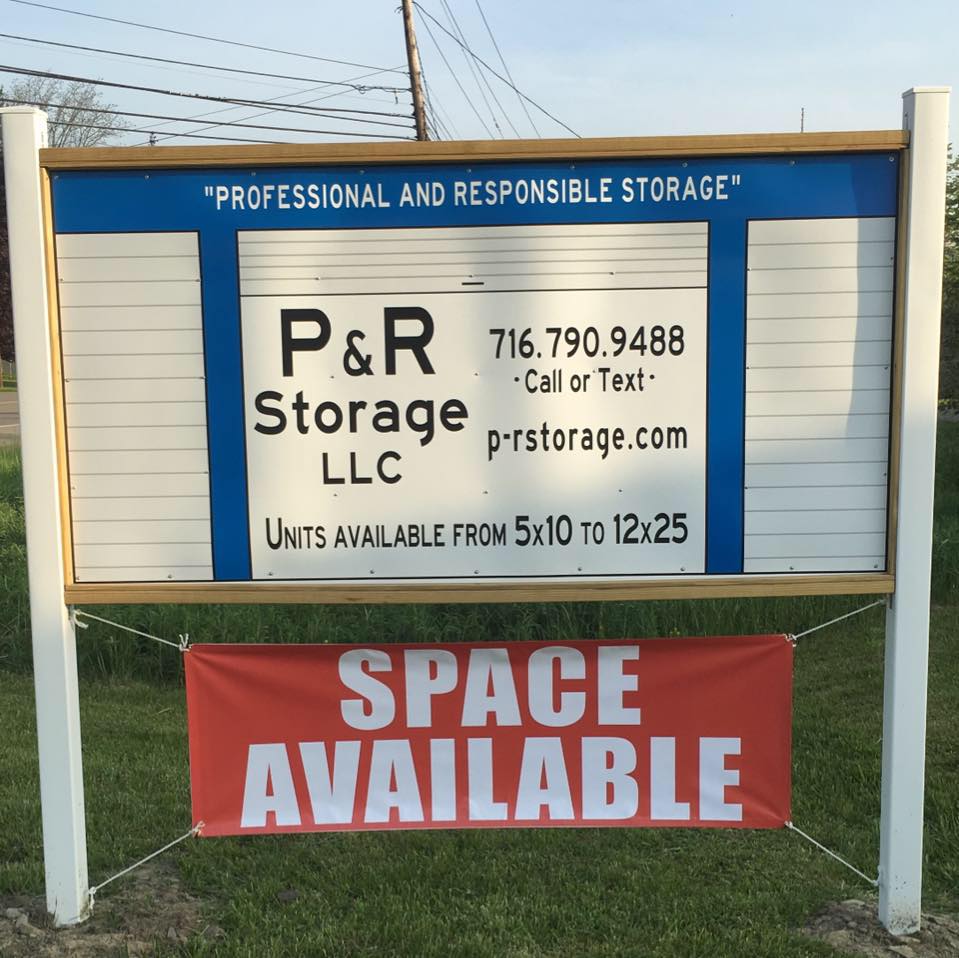 "PROFESSIONAL AND RESPONSIBLE STORAGE"
P & R
Storage
LLC
716.790.9488
·Call or Text·
p-rstorage.com
UNITS AVAILABLE FROM 5x10 TO 12x25
SPACE
AVAILABLE